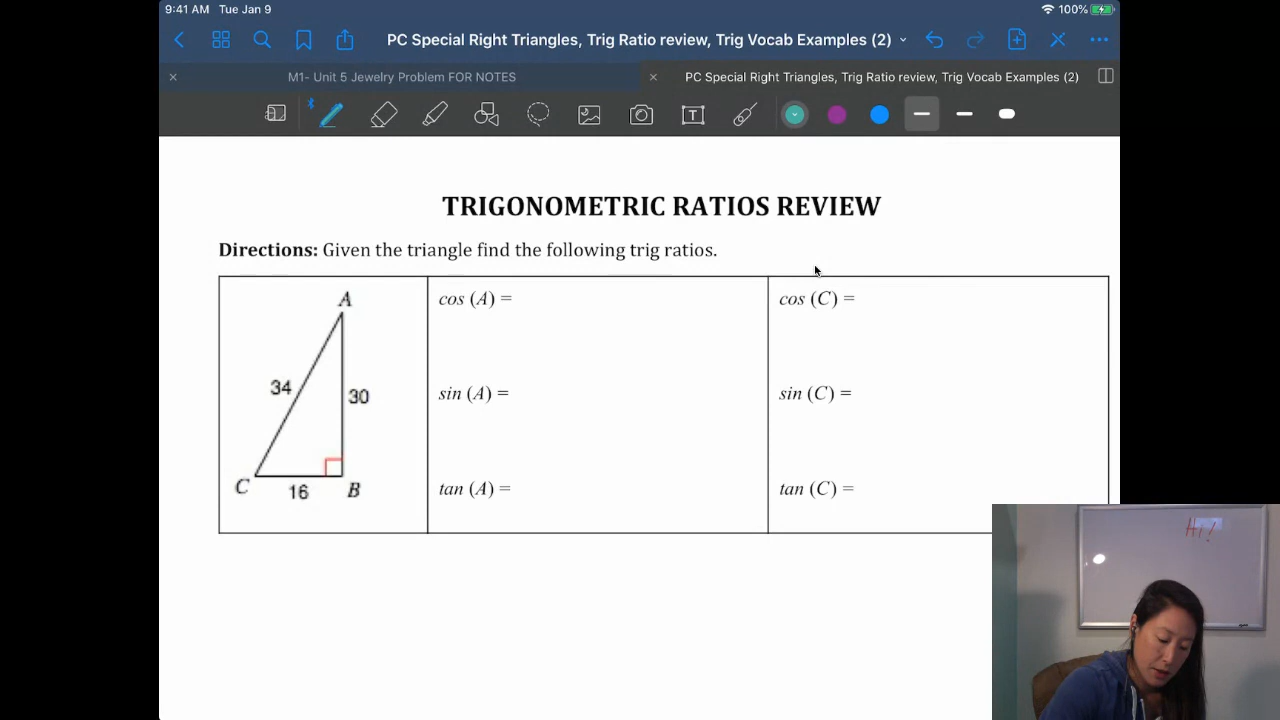 9:41 AM Tue Jan 9
100%
PC Special Right Triangles, Trig Ratio review, Trig Vocab Examples (2)
M1- Unit 5 Jewelry Problem FOR NOTES
PC Special Right Triangles, Trig Ratio review, Trig Vocab Examples (2)
T
TRIGONOMETRIC RATIOS REVIEW
Directions: Given the triangle find the following trig ratios.
A
34
30
C
16
B
cos (A) =
sin (A) =
tan (A) =
cos (C) =
sin (C) =
tan (C) =
Hi!